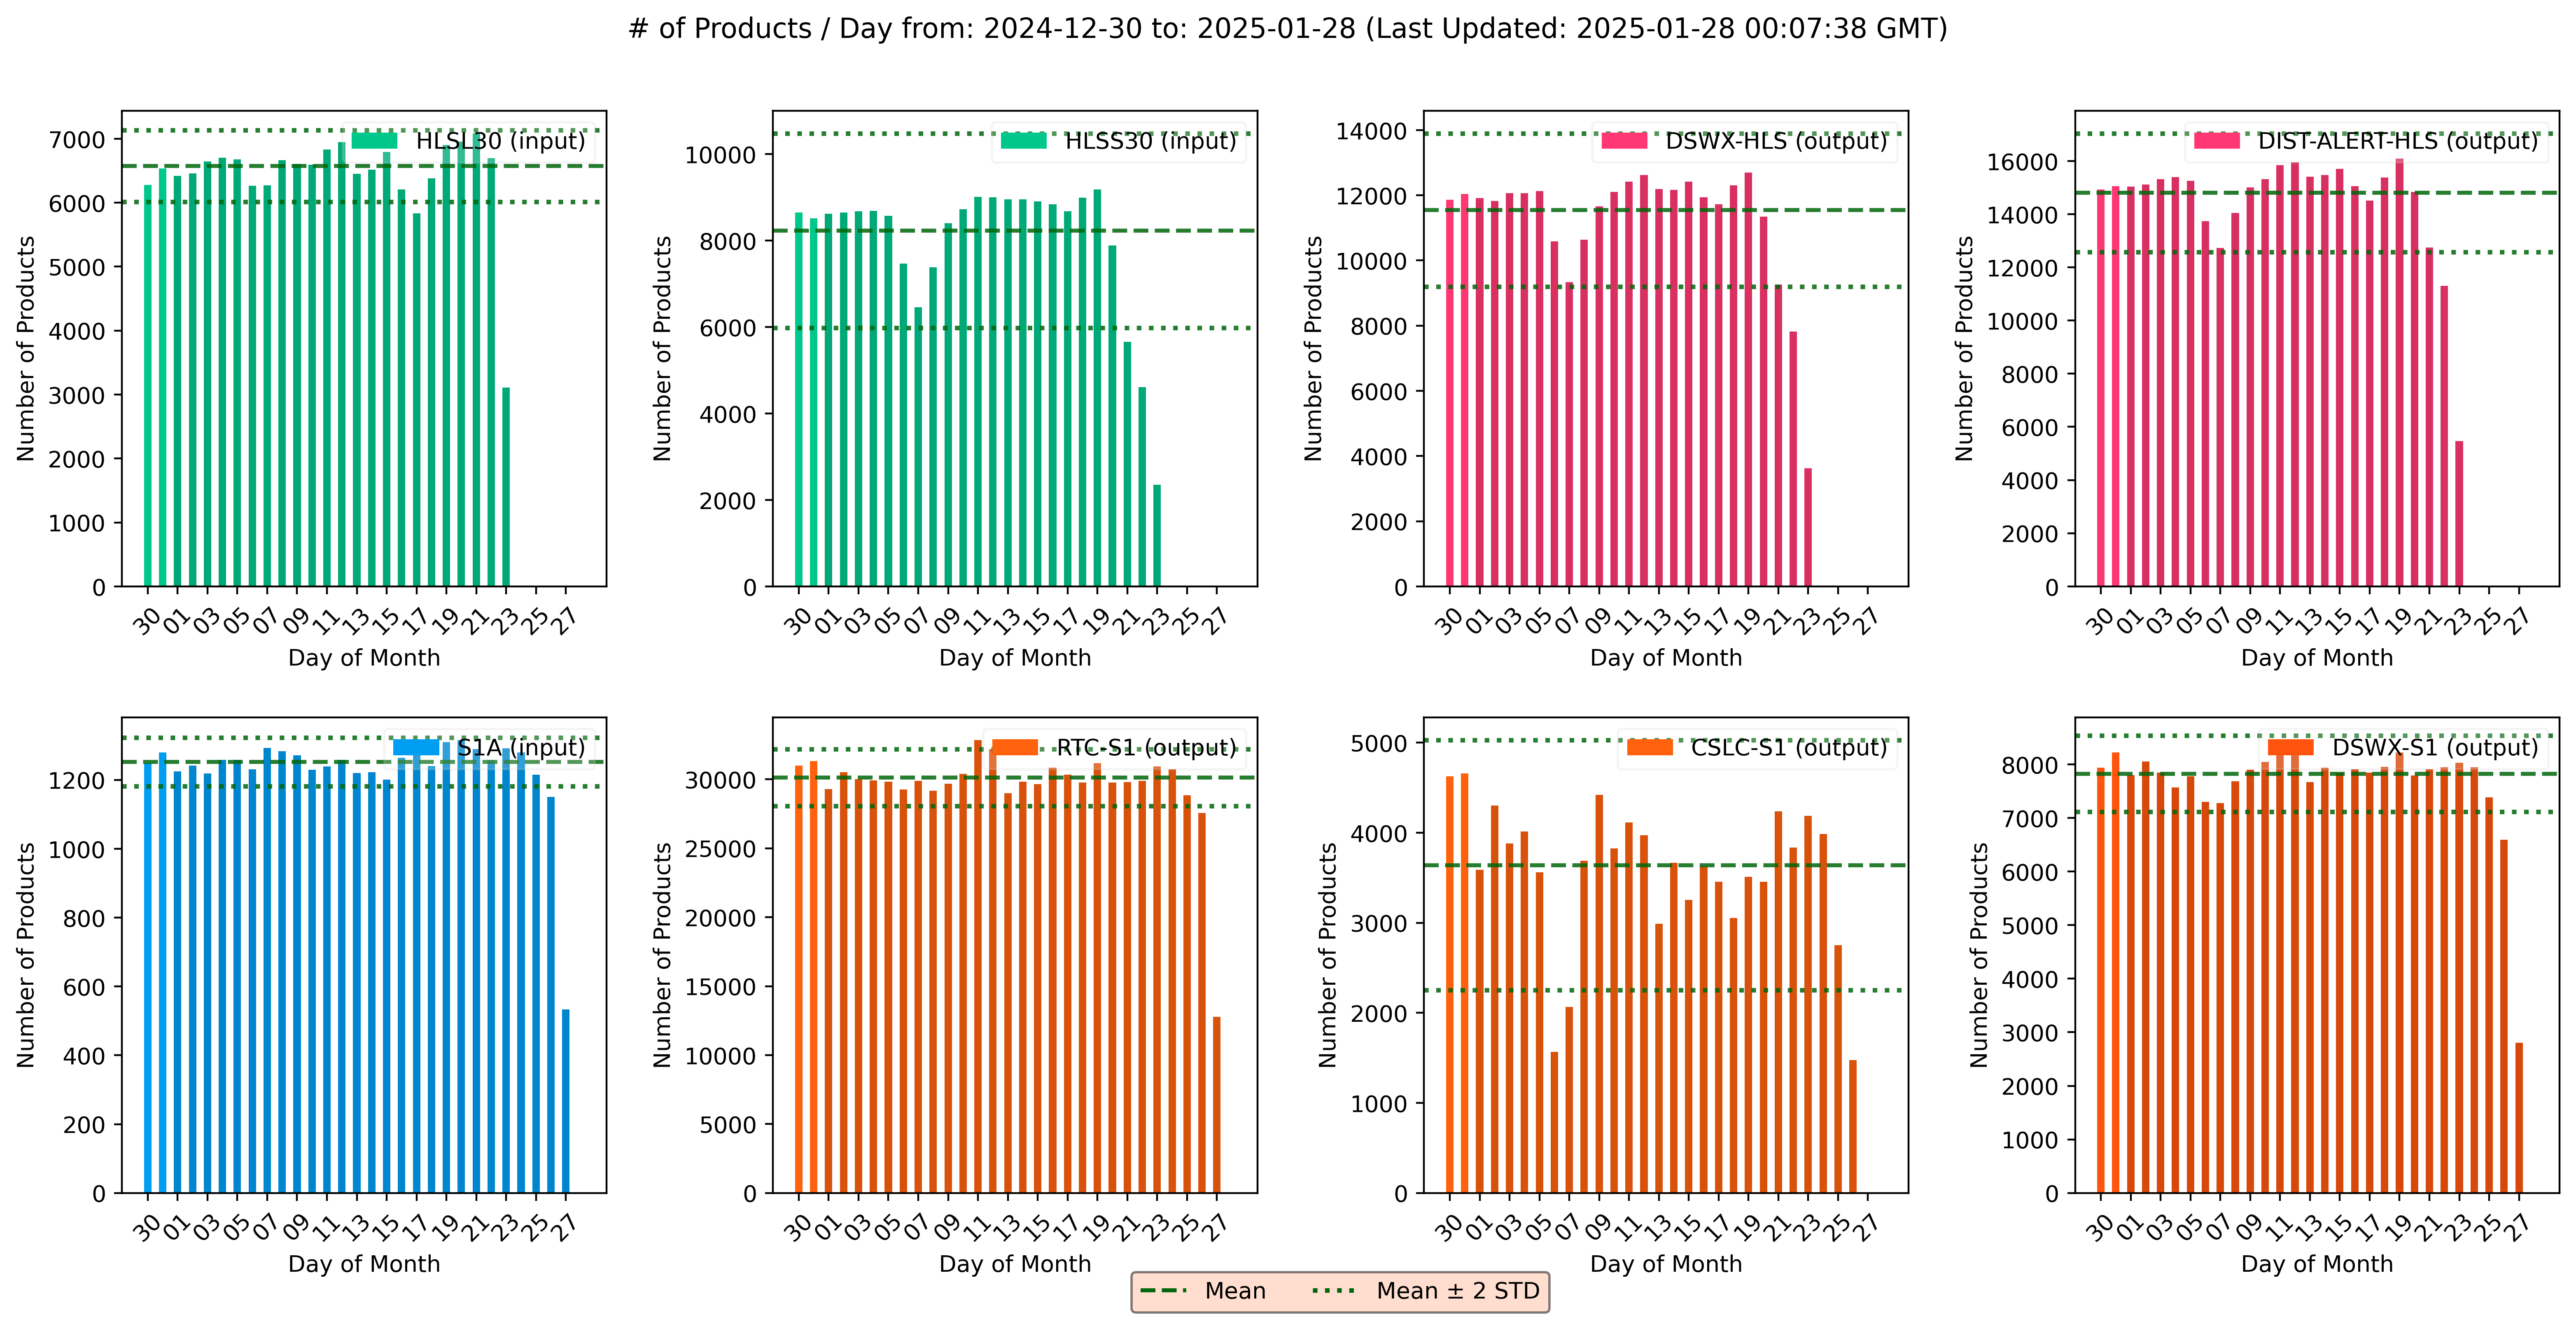 # of Products / Day from: 2024-12-30 to: 2025-01-28 (Last Updated: 2025-01-28 00:07:38 GMT)
HLSL30 (input)
Number of Products
7000
6000
5000
4000
3000
2000
1000
0
30 01 03 05 07 09 11 13 15 17 19 21 23 25 27
Day of Month
HLSS30 (input)
Number of Products
10000
8000
6000
4000
2000
0
30 01 03 05 07 09 11 13 15 17 19 21 23 25 27
Day of Month
DSWX-HLS (output)
Number of Products
14000
12000
10000
8000
6000
4000
2000
0
30 01 03 05 07 09 11 13 15 17 19 21 23 25 27
Day of Month
DIST-ALERT-HLS (output)
Number of Products
16000
14000
12000
10000
8000
6000
4000
2000
0
30 01 03 05 07 09 11 13 15 17 19 21 23 25 27
Day of Month
S1A (input)
Number of Products
1200
1000
800
600
400
200
0
30 01 03 05 07 09 11 13 15 17 19 21 23 25 27
Day of Month
RTC-S1 (output)
Number of Products
30000
25000
20000
15000
10000
5000
0
30 01 03 05 07 09 11 13 15 17 19 21 23 25 27
Day of Month
CSLC-S1 (output)
Number of Products
5000
4000
3000
2000
1000
0
30 01 03 05 07 09 11 13 15 17 19 21 23 25 27
Day of Month
DSWX-S1 (output)
Number of Products
8000
7000
6000
5000
4000
3000
2000
1000
0
30 01 03 05 07 09 11 13 15 17 19 21 23 25 27
Day of Month
Mean
Mean ± 2 STD